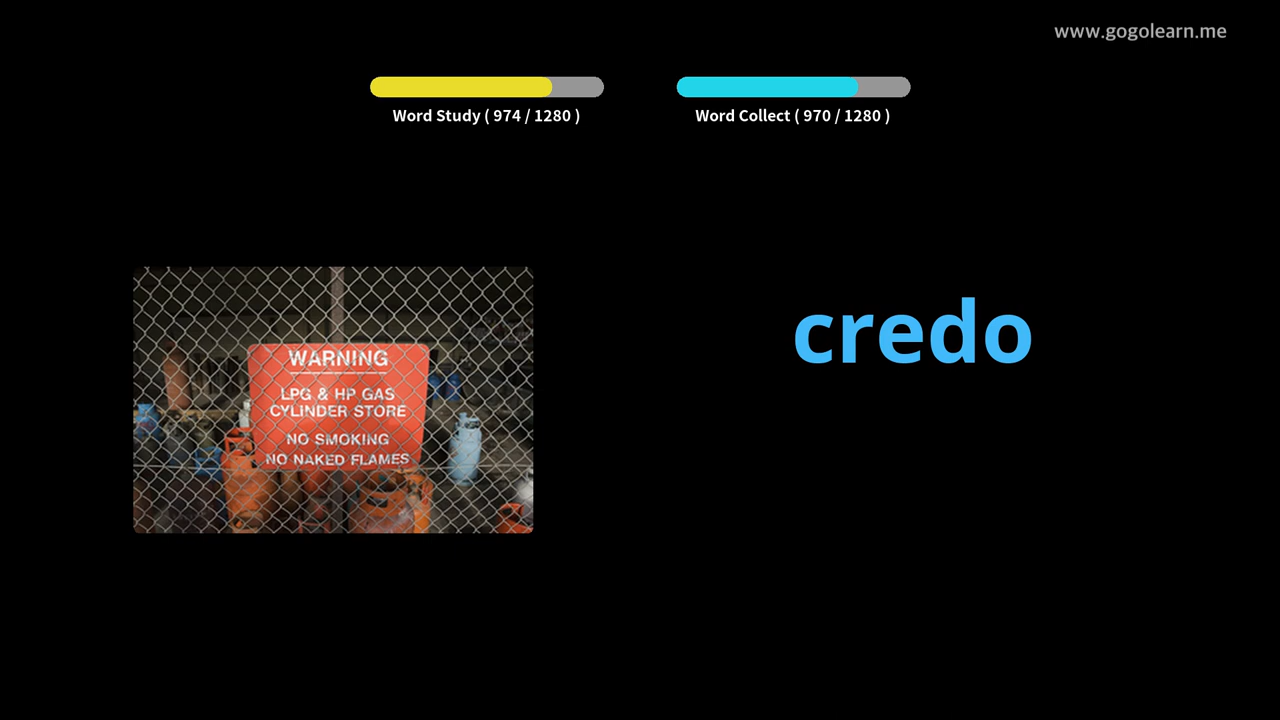 www.gogolearn.me
Word Study ( 974 / 1280 )
Word Collect ( 970 / 1280 )
WARNING
LPG & HP GAS
CYLINDER STORE
NO SMOKING
NO NAKED FLAMES
credo